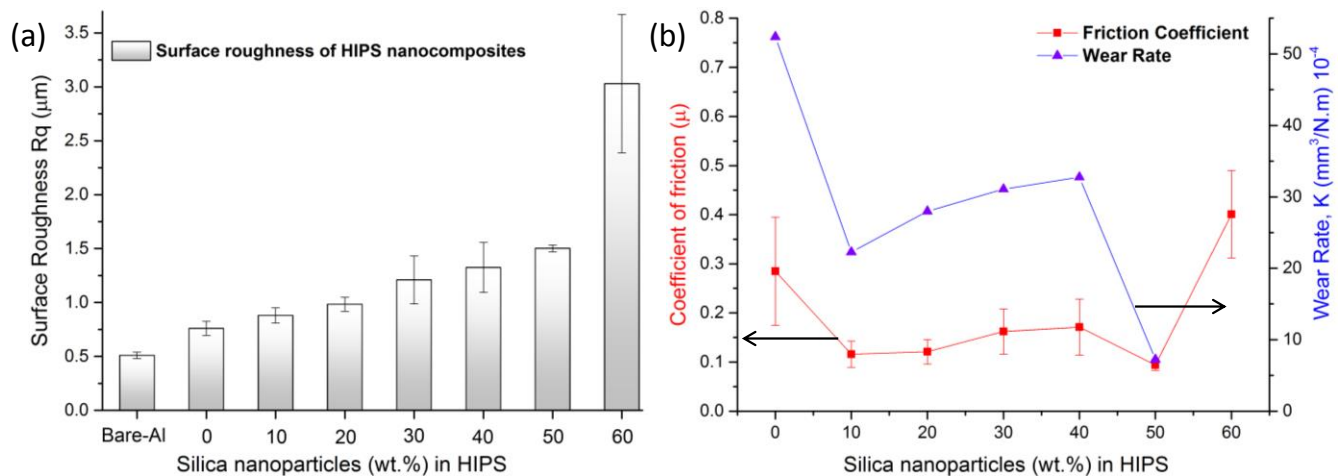 (a)
Surface roughness of HIPS nanocomposites
Surface Roughness Rq (μm)
3.5
3.0
2.5
2.0
1.5
1.0
0.5
0.0
Bare-Al 0 10 20 30 40 50 60
Silica nanoparticles (wt.%) in HIPS
(b)
Friction Coefficient
Wear Rate
Coefficient of friction (μ)
0.8
0.7
0.6
0.5
0.4
0.3
0.2
0.1
0.0
0 10 20 30 40 50 60
Silica nanoparticles (wt.%) in HIPS
50
40
30
20
10
0
Wear Rate, K (mm³/N.m) 10⁻⁴